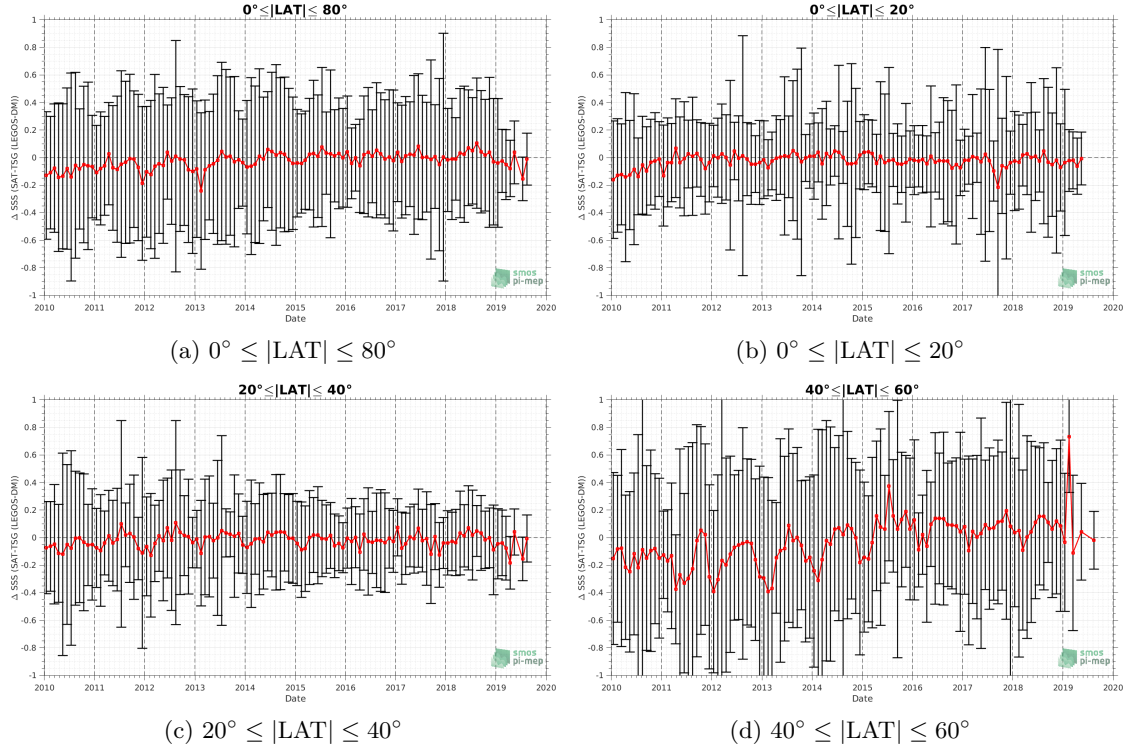 0°≤|LAT|≤ 80°
Δ SSS (SAT-TSG (LEGOS-DM))
1
0.8
0.6
0.4
0.2
0
-0.2
-0.4
-0.6
-0.8
-1
2010 2011 2012 2013 2014 2015 2016 2017 2018 2019 2020
Date
smos
pi-mep
(a) 0° ≤ |LAT| ≤ 80°
0°≤|LAT|≤ 20°
Δ SSS (SAT-TSG (LEGOS-DM))
1
0.8
0.6
0.4
0.2
0
-0.2
-0.4
-0.6
-0.8
-1
2010 2011 2012 2013 2014 2015 2016 2017 2018 2019 2020
Date
smos
pi-mep
(b) 0° ≤ |LAT| ≤ 20°
20°≤|LAT|≤ 40°
Δ SSS (SAT-TSG (LEGOS-DM))
1
0.8
0.6
0.4
0.2
0
-0.2
-0.4
-0.6
-0.8
-1
2010 2011 2012 2013 2014 2015 2016 2017 2018 2019 2020
Date
smos
pi-mep
(c) 20° ≤ |LAT| ≤ 40°
40°≤|LAT|≤ 60°
Δ SSS (SAT-TSG (LEGOS-DM))
1
0.8
0.6
0.4
0.2
0
-0.2
-0.4
-0.6
-0.8
-1
2010 2011 2012 2013 2014 2015 2016 2017 2018 2019 2020
Date
smos
pi-mep
(d) 40° ≤ |LAT| ≤ 60°